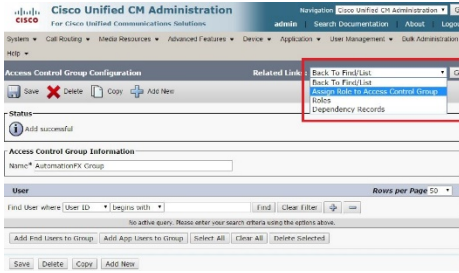 cisco
Cisco Unified CM Administration
For Cisco Unified Communications Solutions
Navigation Cisco Unified CM Administration
admin | Search Documentation | About | Logou
System Call Routing Media Resources Advanced Features Device Application User Management Bulk Administration
Help
Access Control Group Configuration
Related Links: Back To Find/List G
Back To Find/List
Assign Role to Access Control Group
Roles
Dependency Records
Save Delete Copy Add New
Status
Add successful
Access Control Group Information
Name* AutomationFX Group
User
Rows per Page 50
Find User where User ID begins with Find Clear Filter
No active query. Please enter your search criteria using the options above.
Add End Users to Group Add App Users to Group Select All Clear All Delete Selected
Save Delete Copy Add New